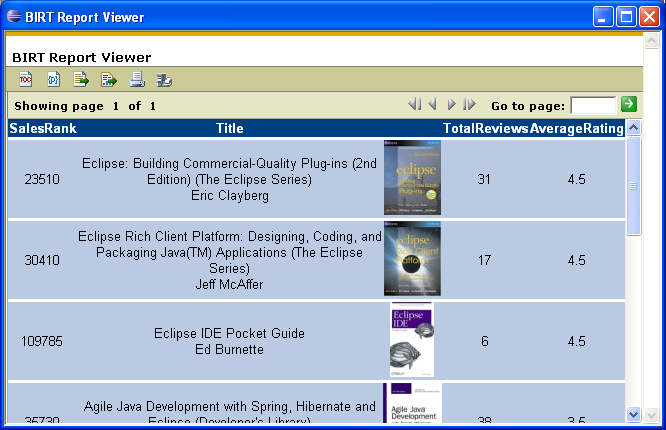 BIRT Report Viewer
BIRT Report Viewer
TOC
Showing page 1 of 1
Go to page:
SalesRank Title TotalReviews AverageRating
23510
Eclipse: Building Commercial-Quality Plug-ins (2nd
Edition) (The Eclipse Series)
Eric Clayberg
eclipse
31
4.5
30410
Eclipse Rich Client Platform: Designing, Coding, and
Packaging Java(TM) Applications (The Eclipse
Series)
Jeff McAffer
eclipse
Rich Client
Platform
17
4.5
109785
Eclipse IDE Pocket Guide
Ed Burnette
Eclipse
IDE
6
4.5
35730
Agile Java Development with Spring, Hibernate and
Eclipse (Developer's Library)
Agile Java
Development
38
3.5